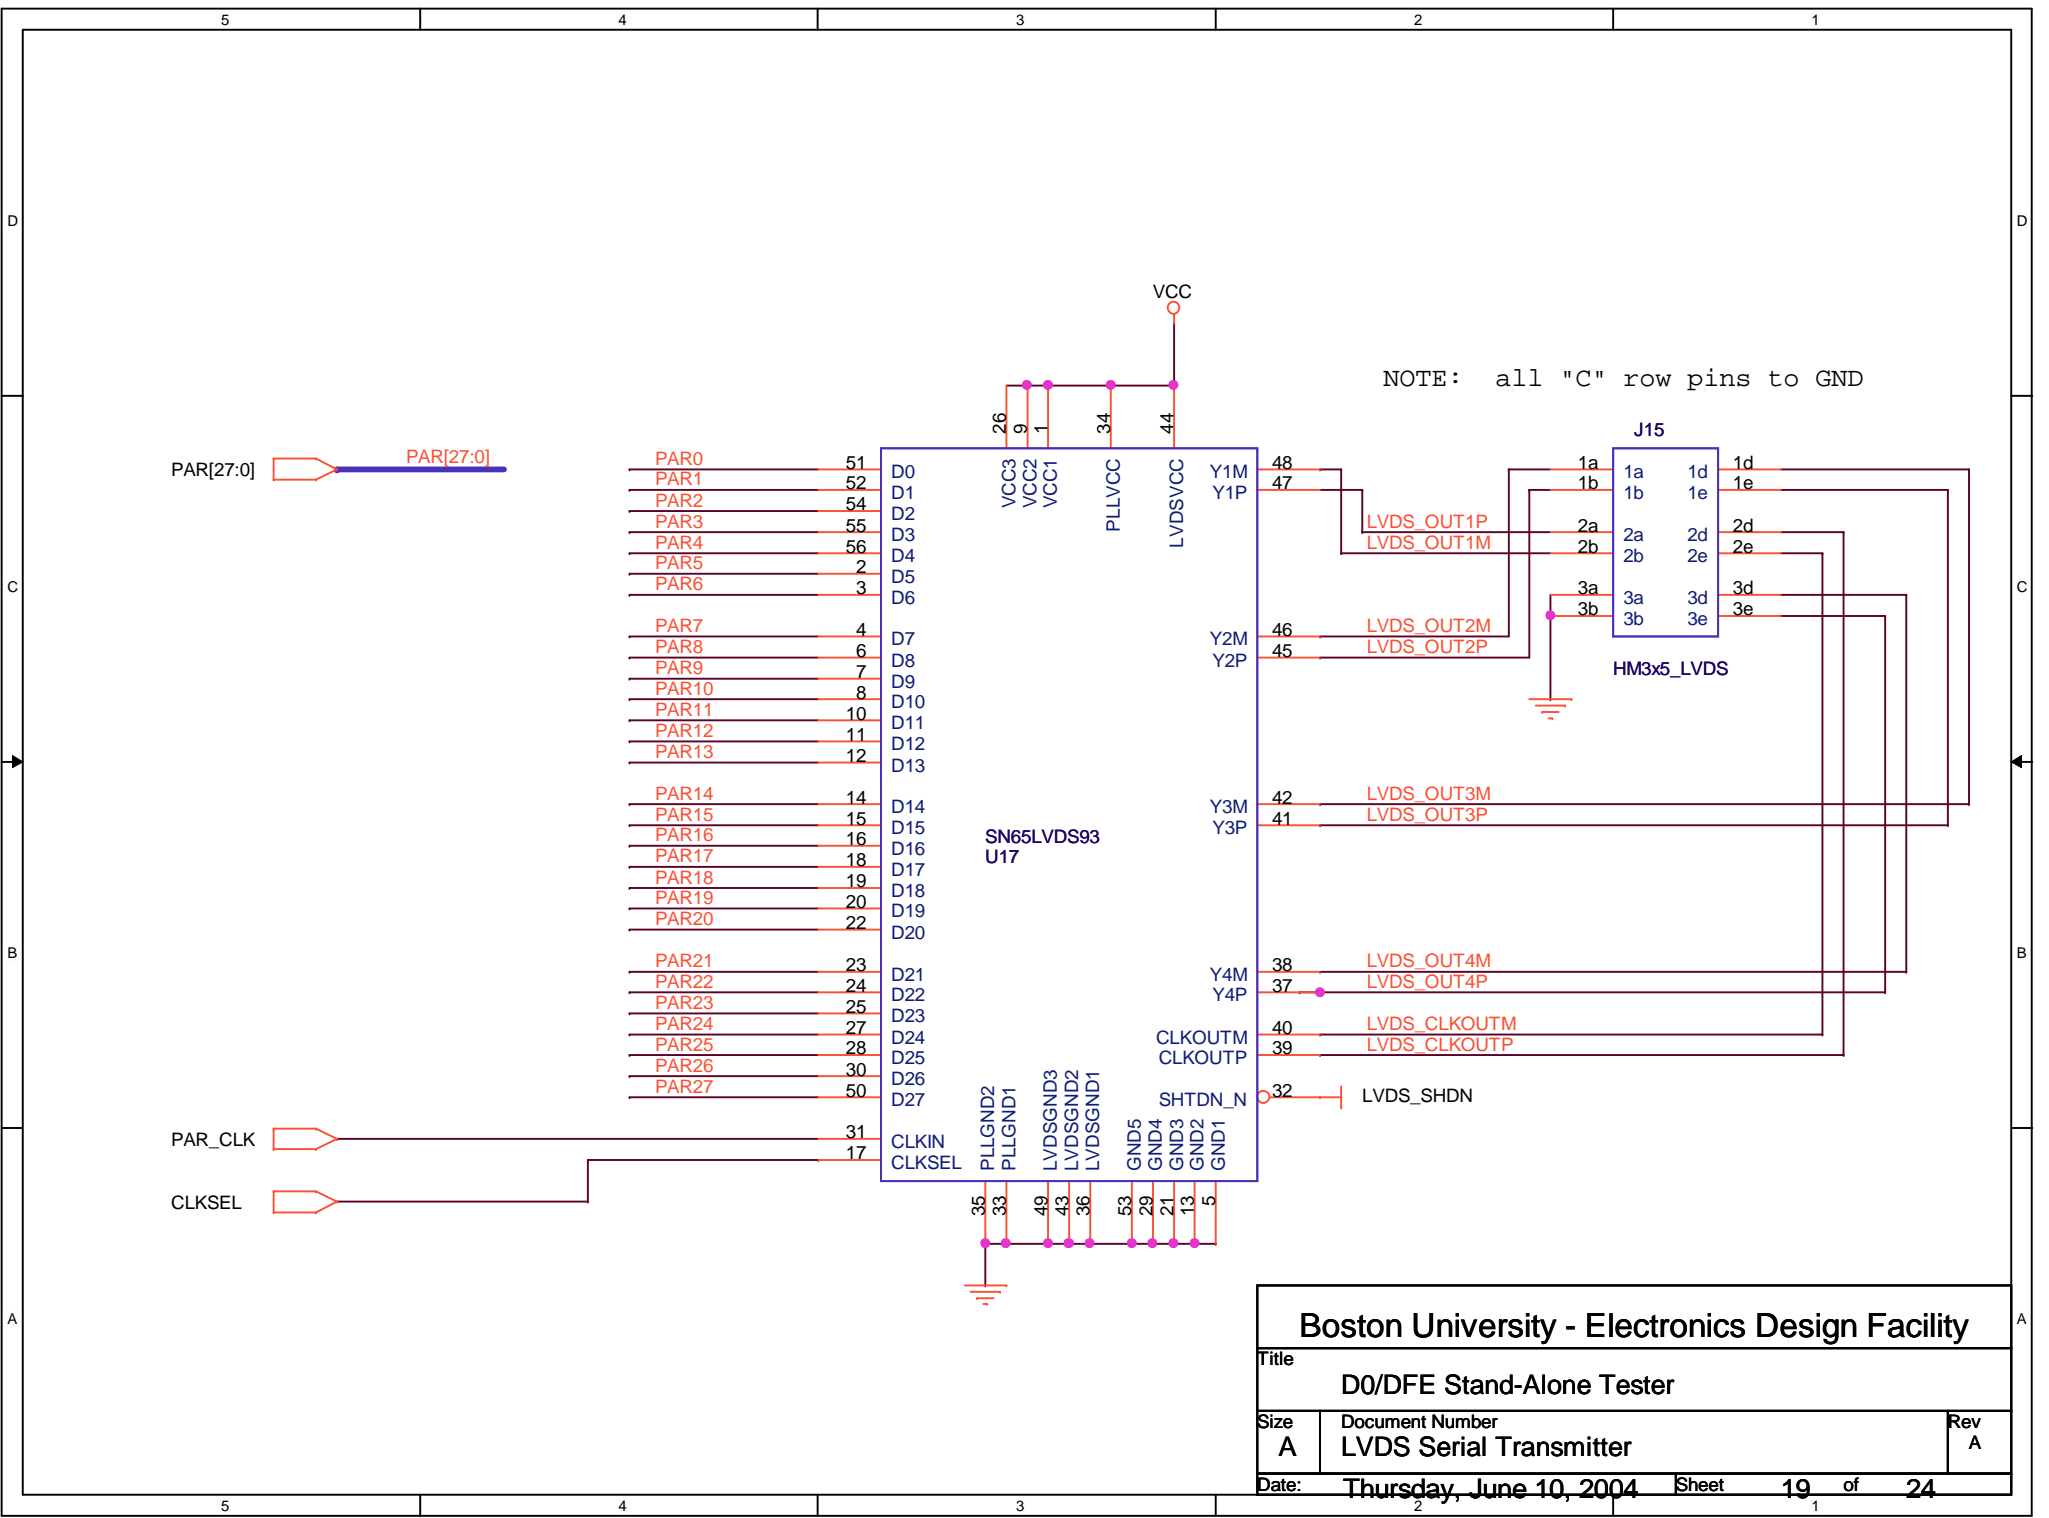 5 4 3 2 1
D D
VCC
NOTE: all "C" row pins to GND
26 9 1 34 44
J15
PAR[27:0] PAR[27:0]
VCC3 VCC2 VCC1 PLLVCC LVDSVCC
PAR0 51 D0
PAR1 52 D1
PAR2 54 D2
PAR3 55 D3
PAR4 56 D4
PAR5 2 D5
PAR6 3 D6
PAR7 4 D7
PAR8 6 D8
PAR9 7 D9
PAR10 8 D10
PAR11 10 D11
PAR12 11 D12
PAR13 12 D13
PAR14 14 D14
PAR15 15 D15
PAR16 16 D16
PAR17 18 D17
PAR18 19 D18
PAR19 20 D19
PAR20 22 D20
PAR21 23 D21
PAR22 24 D22
PAR23 25 D23
PAR24 27 D24
PAR25 28 D25
PAR26 30 D26
PAR27 50 D27
PAR_CLK 31 CLKIN
17 CLKSEL
CLKSEL
SN65LVDS93
U17
Y1M 48
Y1P 47
LVDS_OUT1P
LVDS_OUT1M
Y2M 46 LVDS_OUT2M
Y2P 45 LVDS_OUT2P
Y3M 42 LVDS_OUT3M
Y3P 41 LVDS_OUT3P
Y4M 38 LVDS_OUT4M
Y4P 37 LVDS_OUT4P
CLKOUTM 40 LVDS_CLKOUTM
CLKOUTP 39 LVDS_CLKOUTP
SHTDN_N 32 LVDS_SHDN
1a 1a 1d 1d
1b 1b 1e 1e
2a 2a 2d 2d
2b 2b 2e 2e
3a 3a 3d 3d
3b 3b 3e 3e
HM3x5_LVDS
C C
B B
PLLGND2 PLLGND1 LVDSGND3 LVDSGND2 LVDSGND1 GND5 GND4 GND3 GND2 GND1
35 33 49 43 36 53 29 21 13 5
A A
Boston University - Electronics Design Facility
Title
D0/DFE Stand-Alone Tester
Size Document Number Rev
A LVDS Serial Transmitter A
Date: Thursday, June 10, 2004 Sheet 19 of 24
5 4 3 2 1